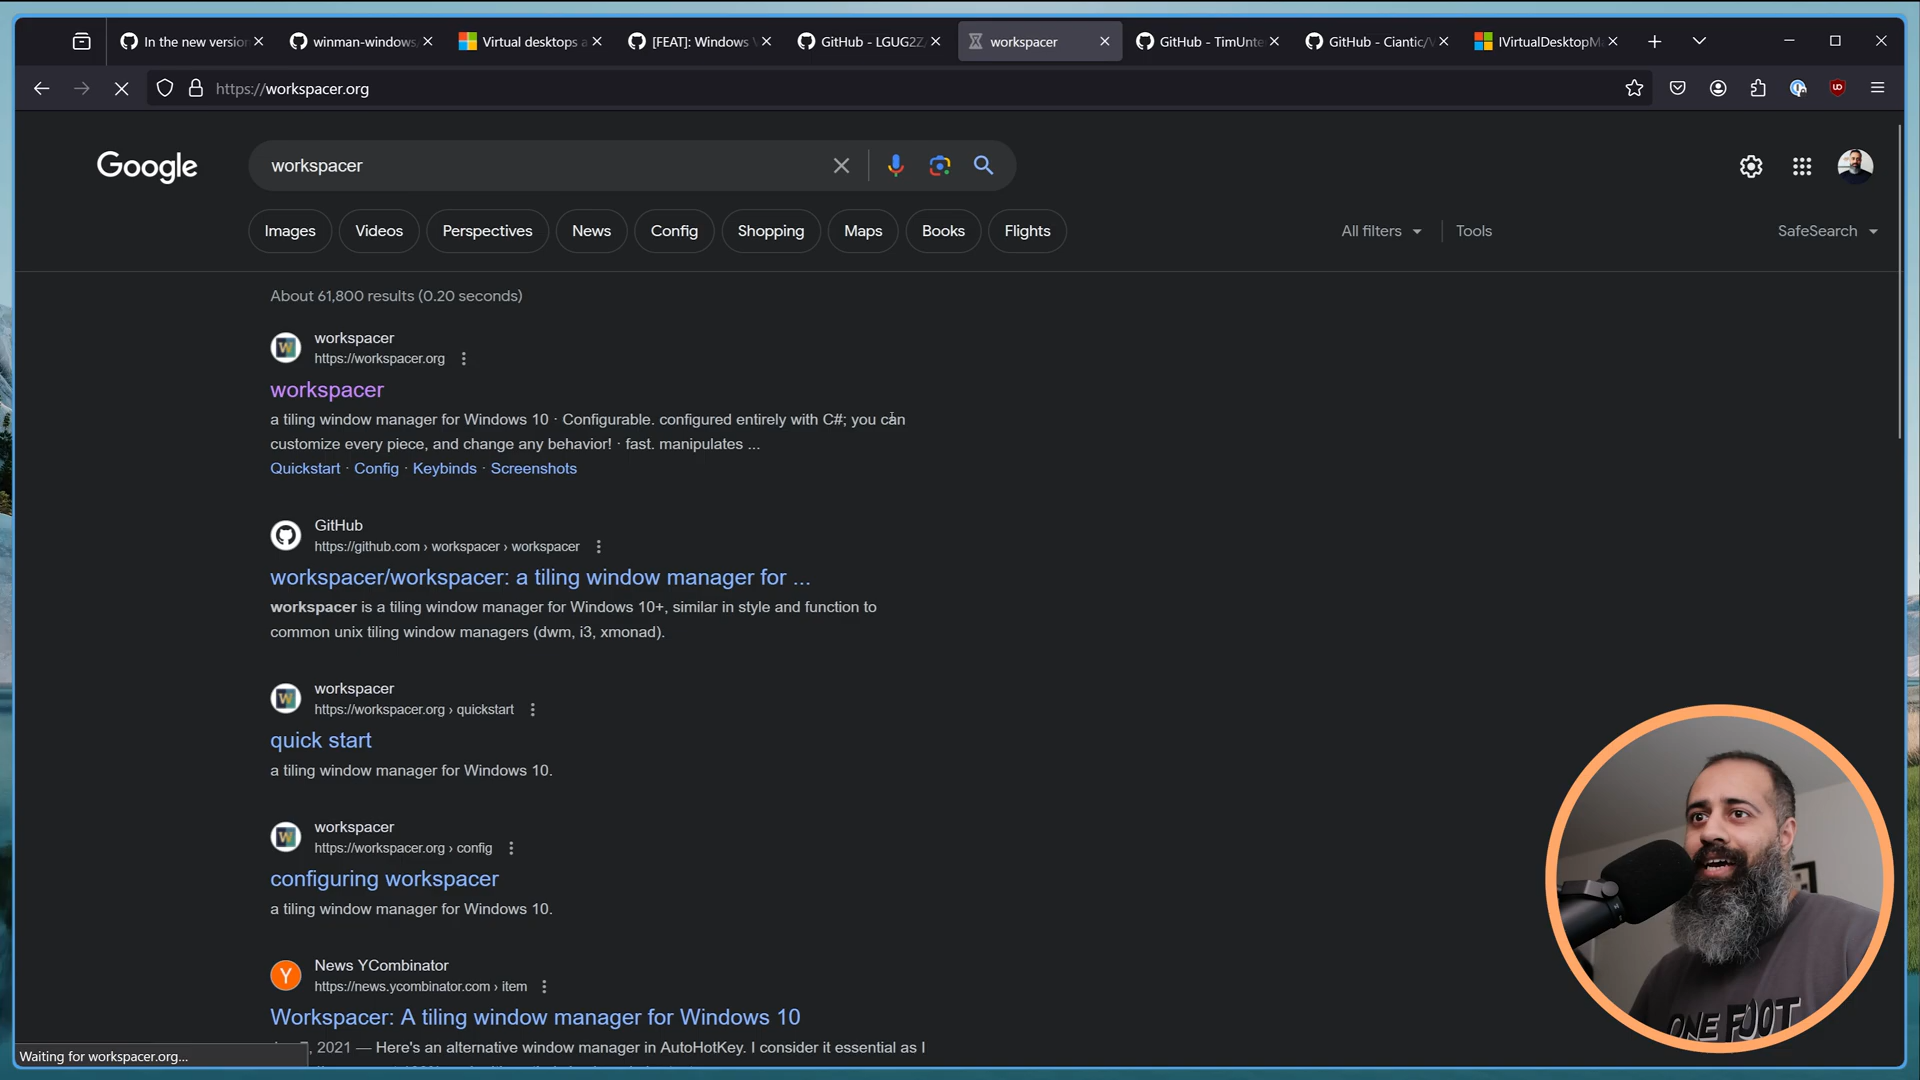 In the new version
winman-windows
Virtual desktops a
[FEAT]: Windows V
GitHub - LGUG2Z/
workspacer
GitHub - TimUnte
GitHub - Ciantic/V
IVirtualDesktopM
https://workspacer.org
Google
workspacer
Images
Videos
Perspectives
News
Config
Shopping
Maps
Books
Flights
All filters
Tools
SafeSearch
About 61,800 results (0.20 seconds)
workspacer
https://workspacer.org
workspacer
a tiling window manager for Windows 10 · Configurable. configured entirely with C#; you can
customize every piece, and change any behavior! · fast. manipulates ...
Quickstart · Config · Keybinds · Screenshots
GitHub
https://github.com › workspacer › workspacer
workspacer/workspacer: a tiling window manager for ...
workspacer is a tiling window manager for Windows 10+, similar in style and function to
common unix tiling window managers (dwm, i3, xmonad).
workspacer
https://workspacer.org › quickstart
quick start
a tiling window manager for Windows 10.
workspacer
https://workspacer.org › config
configuring workspacer
a tiling window manager for Windows 10.
News YCombinator
https://news.ycombinator.com › item
Workspacer: A tiling window manager for Windows 10
, 2021 — Here's an alternative window manager in AutoHotKey. I consider it essential as I
Waiting for workspacer.org...
ONE FOOT